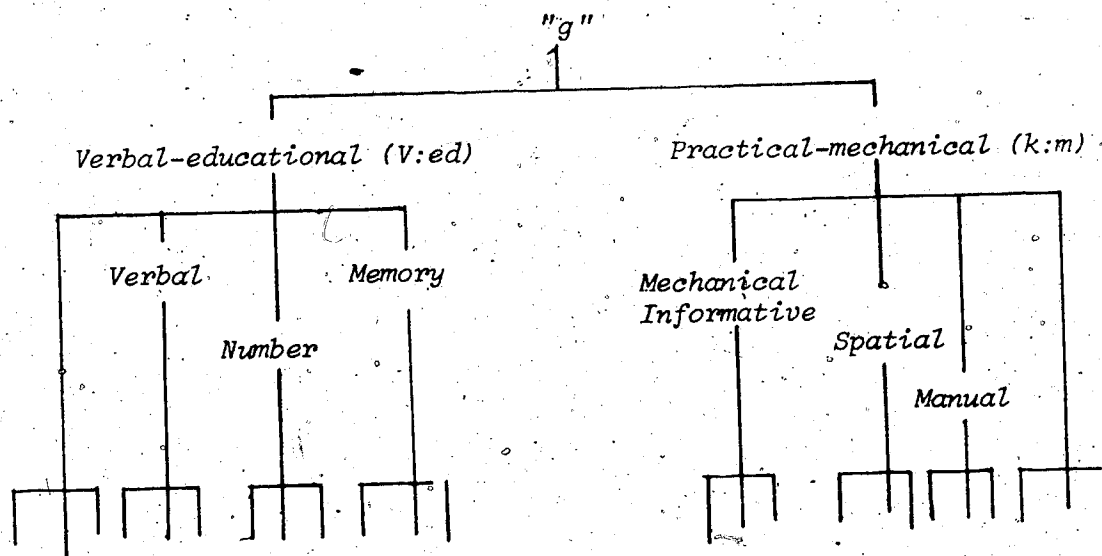 "g"
Verbal-educational (V:ed)
Practical-mechanical (k:m)
Verbal
Memory
Number
Mechanical
Informative
Spatial
Manual